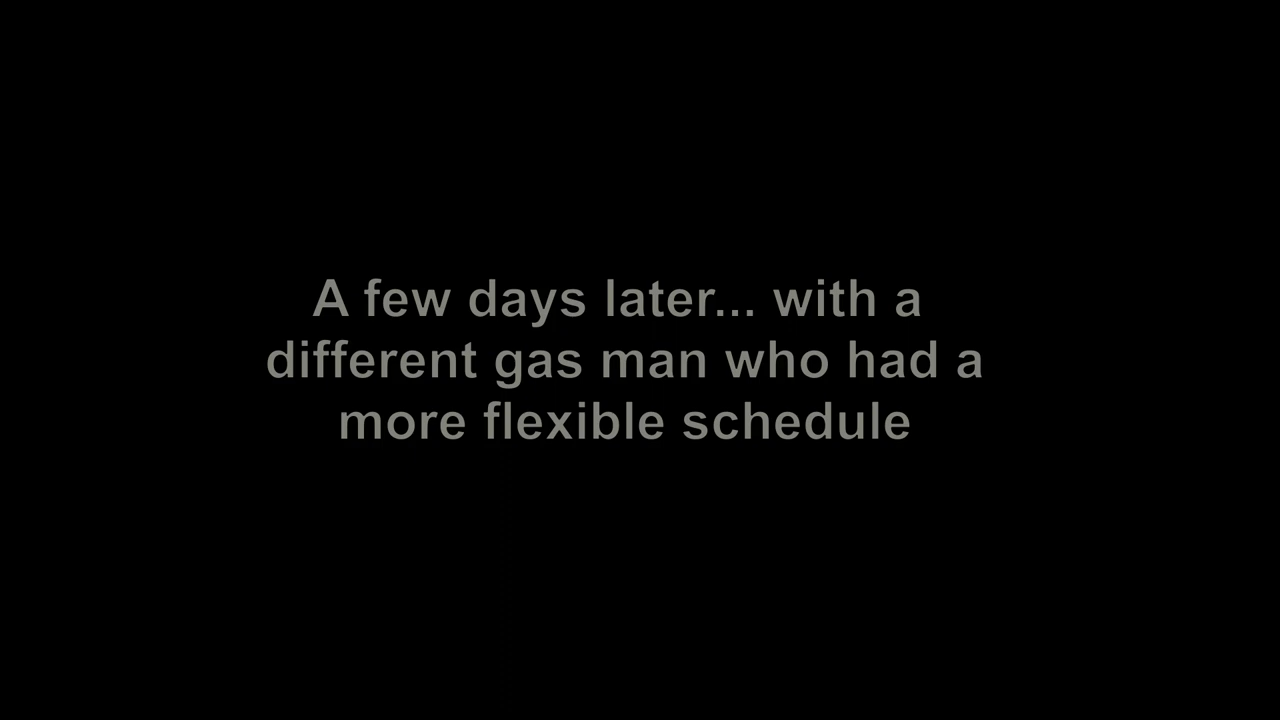 A few days later... with a
different gas man who had a
more flexible schedule